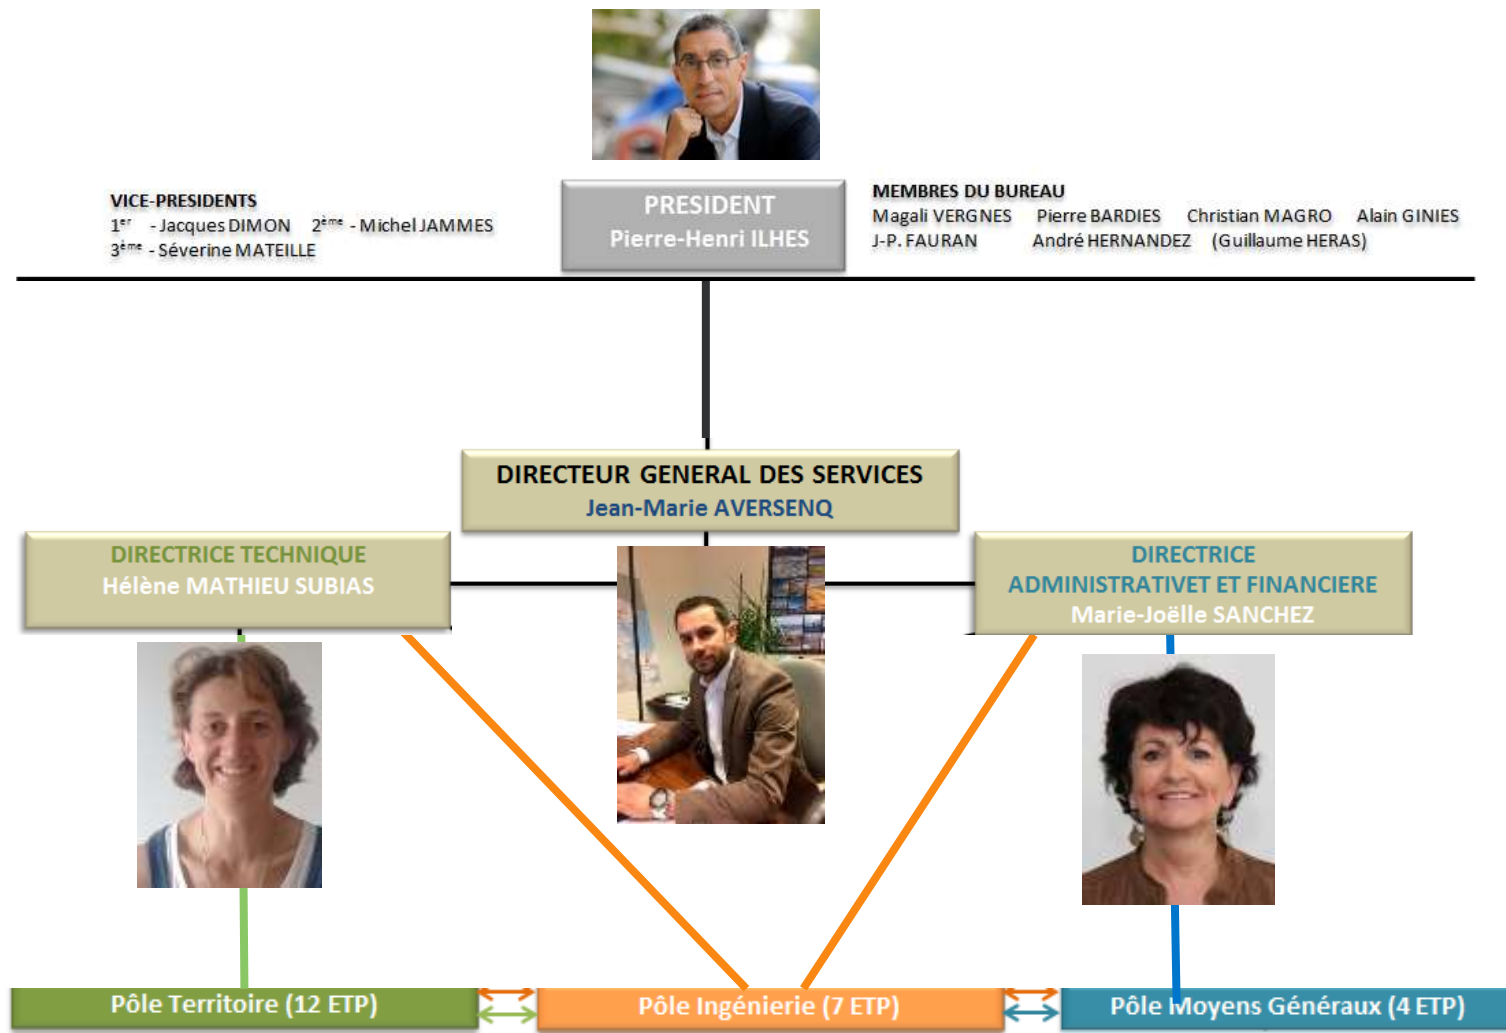 VICE-PRESIDENTS
1er - Jacques DIMON 2ème - Michel JAMMES
3ème - Séverine MATEILLE
PRESIDENT
Pierre-Henri ILHES
MEMBRES DU BUREAU
Magali VERGNES Pierre BARDIES Christian MAGRO Alain GINIES
J-P. FAURAN André HERNANDEZ (Guillaume HERAS)
DIRECTEUR GENERAL DES SERVICES
Jean-Marie AVERSENQ
DIRECTRICE TECHNIQUE
Hélène MATHIEU SUBIAS
DIRECTRICE
ADMINISTRATIVET ET FINANCIERE
Marie-Joëlle SANCHEZ
Pôle Territoire (12 ETP)
Pôle Ingénierie (7 ETP)
Pôle Moyens Généraux (4 ETP)